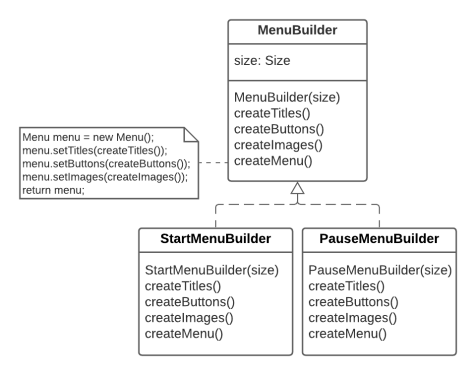 MenuBuilder
size: Size
MenuBuilder(size)
createTitles()
createButtons()
createImages()
createMenu()
Menu menu = new Menu();
menu.setTitles(createTitles());
menu.setButtons(createButtons());
menu.setImages(createImages());
return menu;
StartMenuBuilder
StartMenuBuilder(size)
createTitles()
createButtons()
createImages()
createMenu()
PauseMenuBuilder
PauseMenuBuilder(size)
createTitles()
createButtons()
createImages()
createMenu()